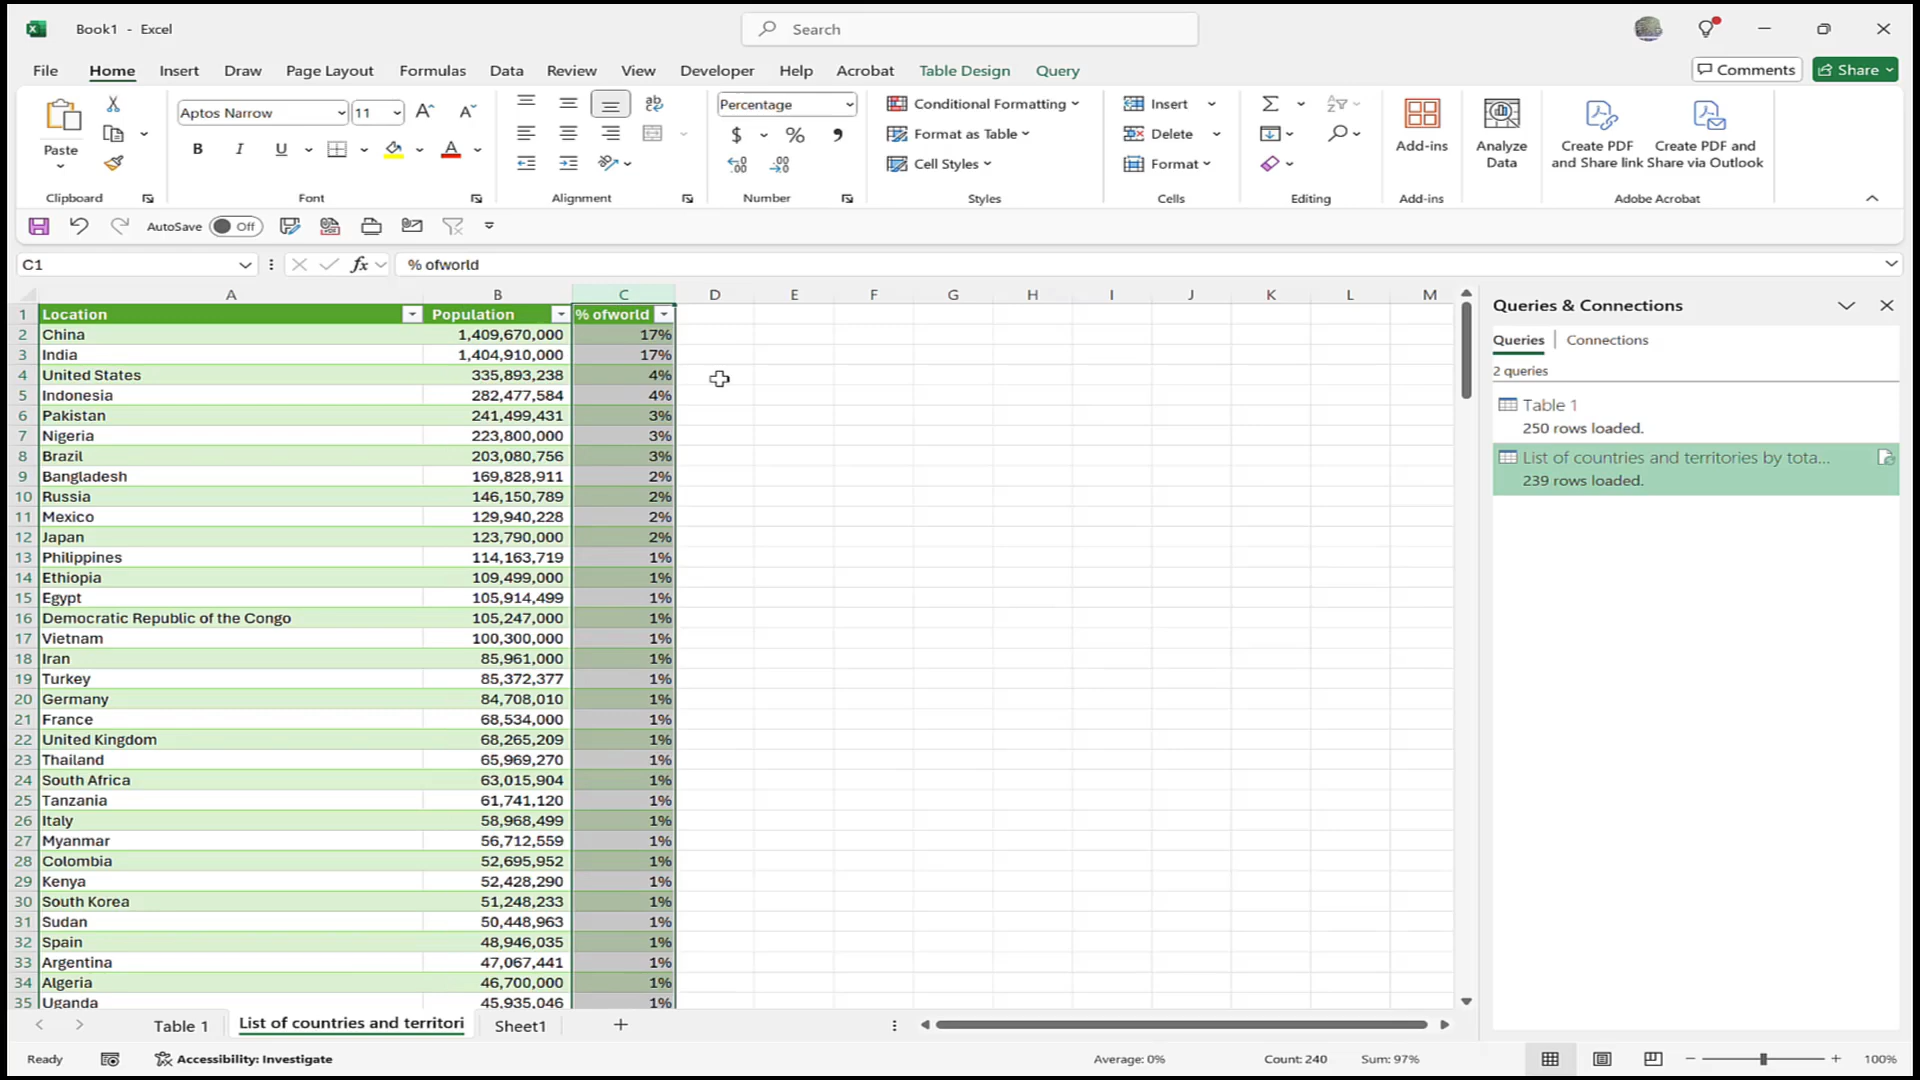 Book1 - Excel
Search
File Home Insert Draw Page Layout Formulas Data Review View Developer Help Acrobat Table Design Query
Comments Share
Paste
Clipboard
Aptos Narrow 11
B I U A
Font
Alignment
Percentage
$ % ,
Number
Conditional Formatting
Format as Table
Cell Styles
Styles
Insert
Delete
Format
Cells
Editing
Add-ins
Add-ins
Analyze
Data
Create PDF
and Share link
Create PDF and
Share via Outlook
Adobe Acrobat
AutoSave Off
C1 fx % ofworld
A B C D E F G H I J K L M
1 Location Population % ofworld
2 China 1,409,670,000 17%
3 India 1,404,910,000 17%
4 United States 335,893,238 4%
5 Indonesia 282,477,584 4%
6 Pakistan 241,499,431 3%
7 Nigeria 223,800,000 3%
8 Brazil 203,080,756 3%
9 Bangladesh 169,828,911 2%
10 Russia 146,150,789 2%
11 Mexico 129,940,228 2%
12 Japan 123,790,000 2%
13 Philippines 114,163,719 1%
14 Ethiopia 109,499,000 1%
15 Egypt 105,914,499 1%
16 Democratic Republic of the Congo 105,247,000 1%
17 Vietnam 100,300,000 1%
18 Iran 85,961,000 1%
19 Turkey 85,372,377 1%
20 Germany 84,708,010 1%
21 France 68,534,000 1%
22 United Kingdom 68,265,209 1%
23 Thailand 65,969,270 1%
24 South Africa 63,015,904 1%
25 Tanzania 61,741,120 1%
26 Italy 58,968,499 1%
27 Myanmar 56,712,559 1%
28 Colombia 52,695,952 1%
29 Kenya 52,428,290 1%
30 South Korea 51,248,233 1%
31 Sudan 50,448,963 1%
32 Spain 48,946,035 1%
33 Argentina 47,067,441 1%
34 Algeria 46,700,000 1%
35 Uganda 45,935,046 1%
Queries & Connections
Queries Connections
2 queries
Table 1
250 rows loaded.
List of countries and territories by tota...
239 rows loaded.
Table 1 List of countries and territori Sheet1
Ready Accessibility: Investigate Average: 0% Count: 240 Sum: 97% 100%